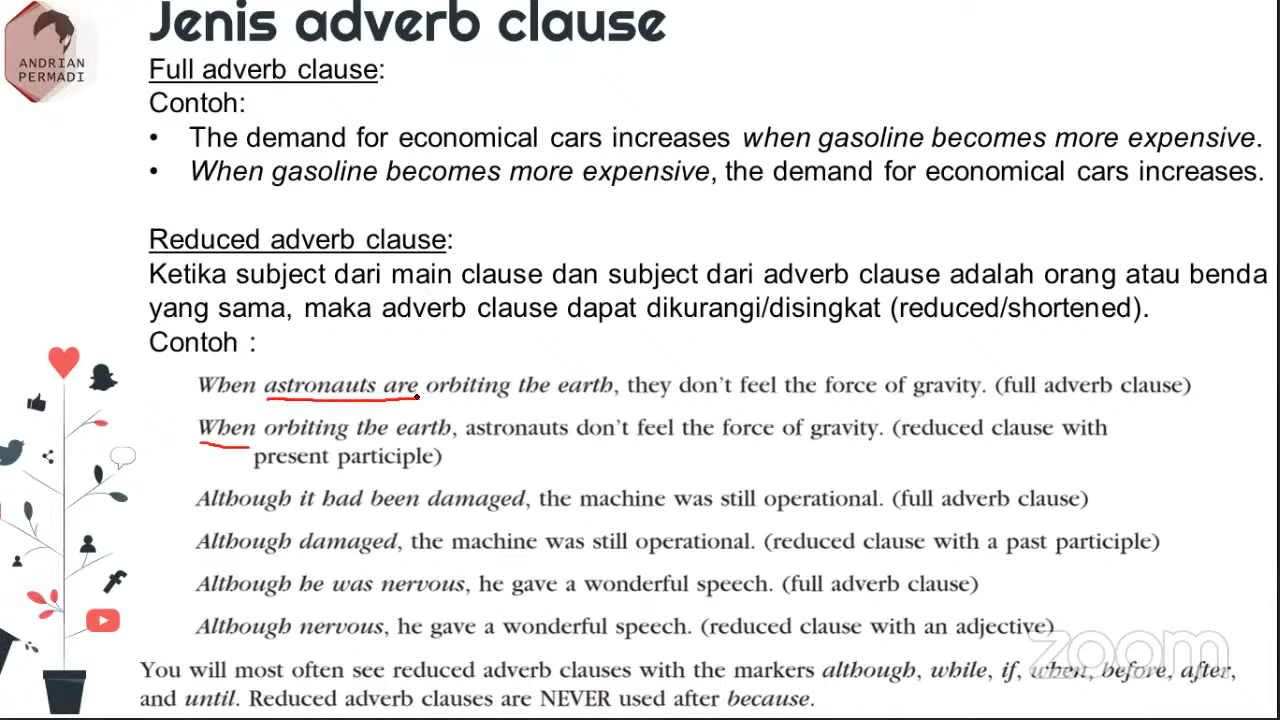 Jenis adverb clause
ANDRIAN
PERMADI
Full adverb clause:
Contoh:
• The demand for economical cars increases when gasoline becomes more expensive.
• When gasoline becomes more expensive, the demand for economical cars increases.
Reduced adverb clause:
Ketika subject dari main clause dan subject dari adverb clause adalah orang atau benda
yang sama, maka adverb clause dapat dikurangi/disingkat (reduced/shortened).
Contoh :
When astronauts are orbiting the earth, they don't feel the force of gravity. (full adverb clause)
When orbiting the earth, astronauts don't feel the force of gravity. (reduced clause with
present participle)
Although it had been damaged, the machine was still operational. (full adverb clause)
Although damaged, the machine was still operational. (reduced clause with a past participle)
Although he was nervous, he gave a wonderful speech. (full adverb clause)
Although nervous, he gave a wonderful speech. (reduced clause with an adjective)
zoom
You will most often see reduced adverb clauses with the markers although, while, if, when, before, after,
and until. Reduced adverb clauses are NEVER used after because.